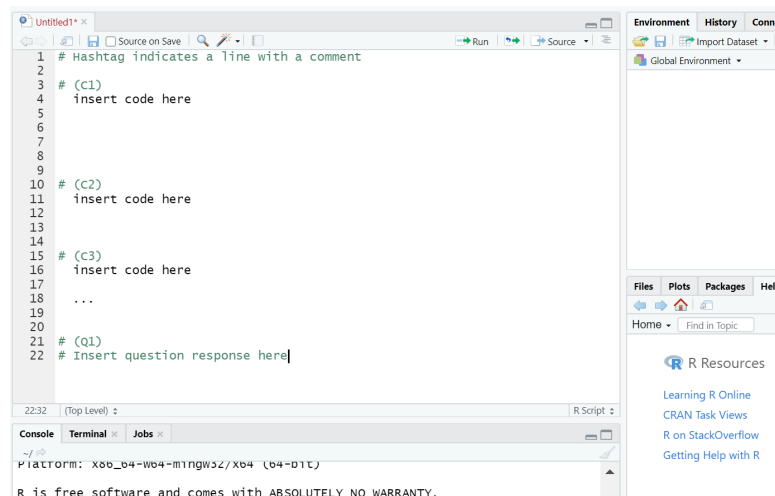 Untitled1* ×
Source on Save
Run
Source
1 # Hashtag indicates a line with a comment
2
3 # (C1)
4 insert code here
5
6
7
8
9
10 # (C2)
11 insert code here
12
13
14
15 # (C3)
16 insert code here
17
18 ...
19
20
21 # (Q1)
22 # Insert question response here
22:32 (Top Level) R Script
Console Terminal × Jobs ×
~/
Platform: x86_64-w64-mingw32/x64 (64-bit)
R is free software and comes with ABSOLUTELY NO WARRANTY.
Environment History Conn
Import Dataset
Global Environment
Files Plots Packages Hel
Home Find in Topic
R R Resources
Learning R Online
CRAN Task Views
R on StackOverflow
Getting Help with R